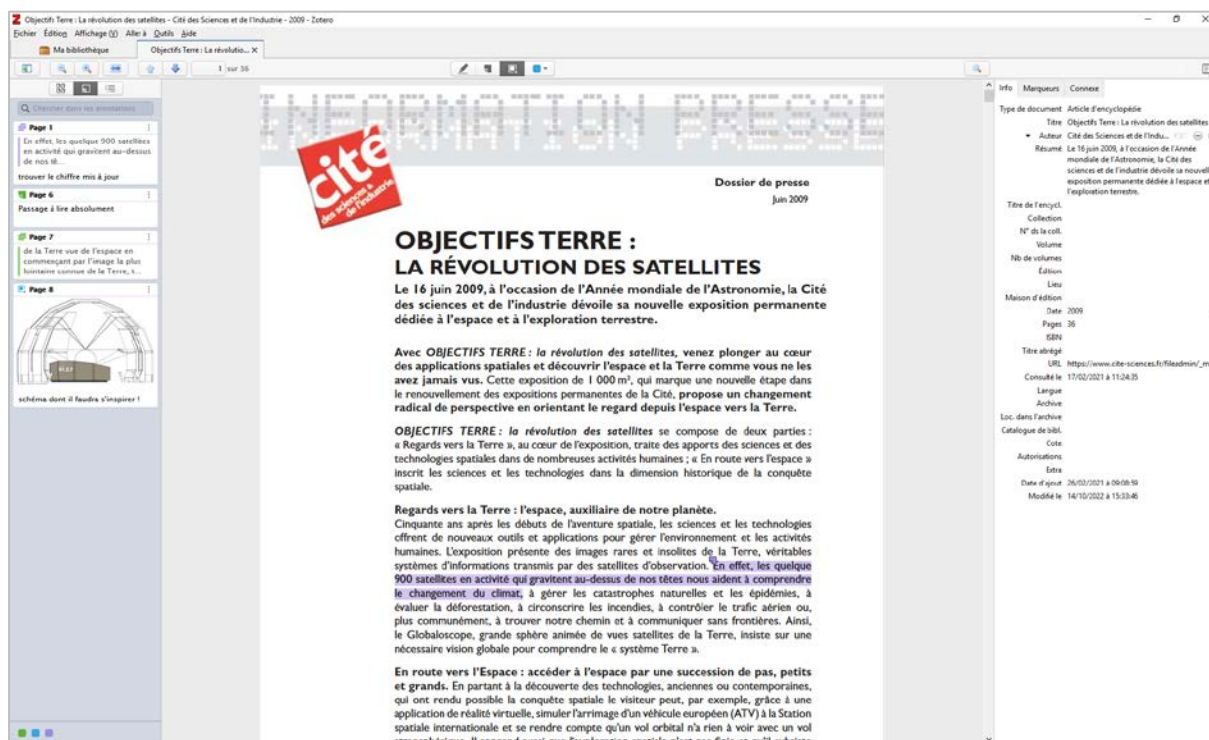 Objectifs Terre : La révolution des satellites - Cité des Sciences et de l'Industrie - 2009 - Zotero
Fichier Édition Affichage (V) Aller à Outils Aide
Ma bibliothèque
Objectifs Terre : La révolutio... X
1 sur 36
Chercher dans les annotations
Page 1
En effet, les quelque 900 satellites
en activité qui gravitent au-dessus
de nos tê...
trouver le chiffre mis à jour
Page 6
Passage à lire absolument
Page 7
de la Terre vue de l'espace en
commençant par l'image la plus
lointaine connue de la Terre, s...
Page 8
schéma dont il faudra s'inspirer !
INFORMATION PRESSE
cité
des sciences &
de l'industrie
Dossier de presse
Juin 2009
OBJECTIFS TERRE :
LA RÉVOLUTION DES SATELLITES
Le 16 juin 2009, à l'occasion de l'Année mondiale de l'Astronomie, la Cité
des sciences et de l'industrie dévoile sa nouvelle exposition permanente
dédiée à l'espace et à l'exploration terrestre.
Avec OBJECTIFS TERRE : la révolution des satellites, venez plonger au cœur
des applications spatiales et découvrir l'espace et la Terre comme vous ne les
avez jamais vus. Cette exposition de 1 000 m², qui marque une nouvelle étape dans
le renouvellement des expositions permanentes de la Cité, propose un changement
radical de perspective en orientant le regard depuis l'espace vers la Terre.
OBJECTIFS TERRE : la révolution des satellites se compose de deux parties :
« Regards vers la Terre », au cœur de l'exposition, traite des apports des sciences et des
technologies spatiales dans de nombreuses activités humaines ; « En route vers l'espace »
inscrit les sciences et les technologies dans la dimension historique de la conquête
spatiale.
Regards vers la Terre : l'espace, auxiliaire de notre planète.
Cinquante ans après les débuts de l'aventure spatiale, les sciences et les technologies
offrent de nouveaux outils et applications pour gérer l'environnement et les activités
humaines. L'exposition présente des images rares et insolites de la Terre, véritables
systèmes d'informations transmis par des satellites d'observation. En effet, les quelque
900 satellites en activité qui gravitent au-dessus de nos têtes nous aident à comprendre
le changement du climat, à gérer les catastrophes naturelles et les épidémies, à
évaluer la déforestation, à circonscrire les incendies, à contrôler le trafic aérien ou,
plus communément, à trouver notre chemin et à communiquer sans frontières. Ainsi,
le Globaloscope, grande sphère animée de vues satellites de la Terre, insiste sur une
nécessaire vision globale pour comprendre le « système Terre ».
En route vers l'Espace : accéder à l'espace par une succession de pas, petits
et grands. En partant à la découverte des technologies, anciennes ou contemporaines,
qui ont rendu possible la conquête spatiale le visiteur peut, par exemple, grâce à une
application de réalité virtuelle, simuler l'arrimage d'un véhicule européen (ATV) à la Station
spatiale internationale et se rendre compte qu'un vol orbital n'a rien à voir avec un vol
Info Marqueurs Connexe
Type de document Article d'encyclopédie
Titre Objectifs Terre : La révolution des satellites
Auteur Cité des Sciences et de l'Indu...
Résumé Le 16 juin 2009, à l'occasion de l'Année
mondiale de l'Astronomie, la Cité des
sciences et de l'industrie dévoile sa nouvell
exposition permanente dédiée à l'espace et
l'exploration terrestre.
Titre de l'encycl.
Collection
N° ds la coll.
Volume
Nb de volumes
Édition
Lieu
Maison d'édition
Date 2009
Pages 36
ISBN
Titre abrégé
URL https://www.cite-sciences.fr/fileadmin/_m
Consulté le 17/02/2021 à 11:24:35
Langue
Archive
Loc. dans l'archive
Catalogue de bibl.
Cote
Autorisations
Extra
Date d'ajout 26/02/2021 à 09:08:59
Modifié le 14/10/2022 à 15:33:46